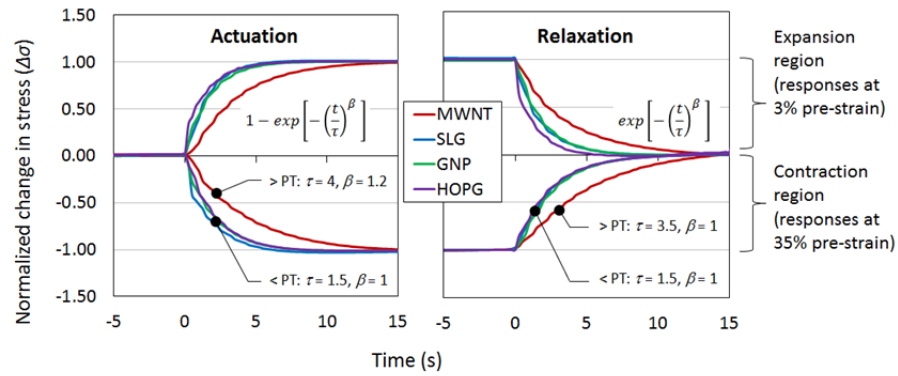 Normalized change in stress (Δσ)
1.50
1.00
0.50
0.00
-0.50
-1.00
-1.50
Actuation
1 − exp [−(t/τ)^β]
> PT: τ = 4, β = 1.2
< PT: τ = 1.5, β = 1
-5 0 5 10 15
MWNT
SLG
GNP
HOPG
Relaxation
exp [−(t/τ)^β]
> PT: τ = 3.5, β = 1
< PT: τ = 1.5, β = 1
-5 0 5 10 15
Time (s)
Expansion
region
(responses at
3% pre-strain)
Contraction
region
(responses at
35% pre-strain)